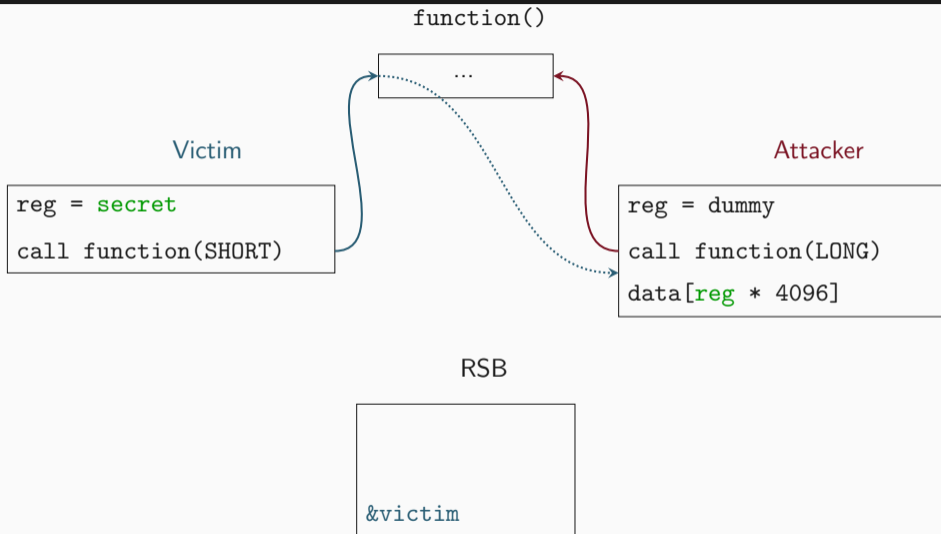 function()
...
Victim
reg = secret
call function(SHORT)
Attacker
reg = dummy
call function(LONG)
data[reg * 4096]
RSB
&victim